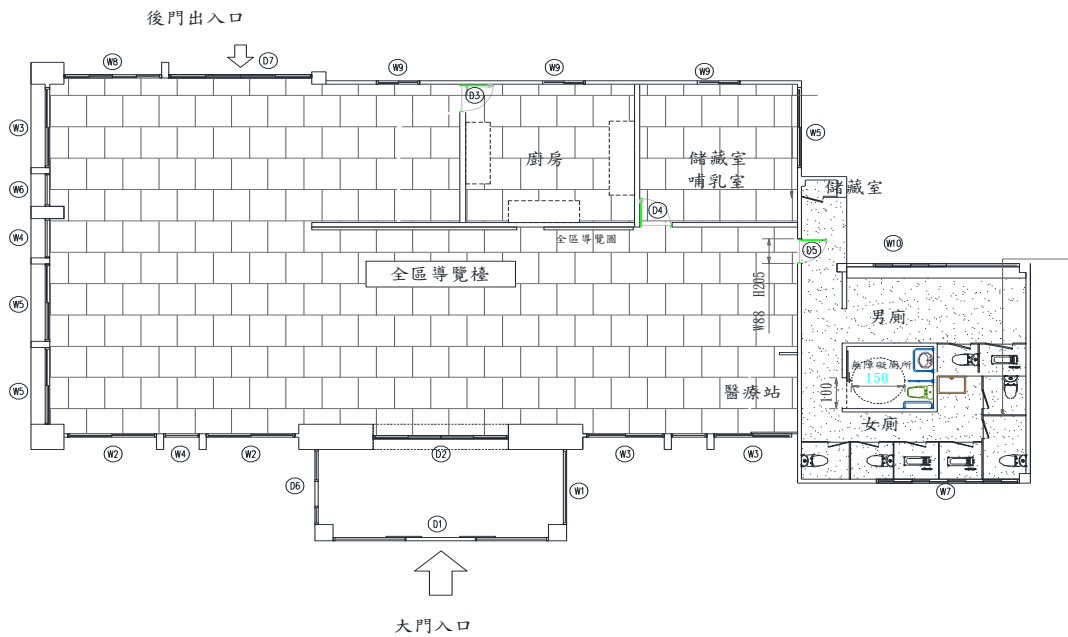 後門出入口
W8
D7
W9
W9
W9
D3
W3
W5
廚房
儲藏室
哺乳室
儲藏室
W6
D4
W4
全區導覽圖
D5
W10
全區導覽檯
W88 H205
W5
男廁
無障礙廁所
150
100
W5
醫療站
女廁
W2
W4
W2
D2
W3
W3
D6
W1
W7
D1
大門入口